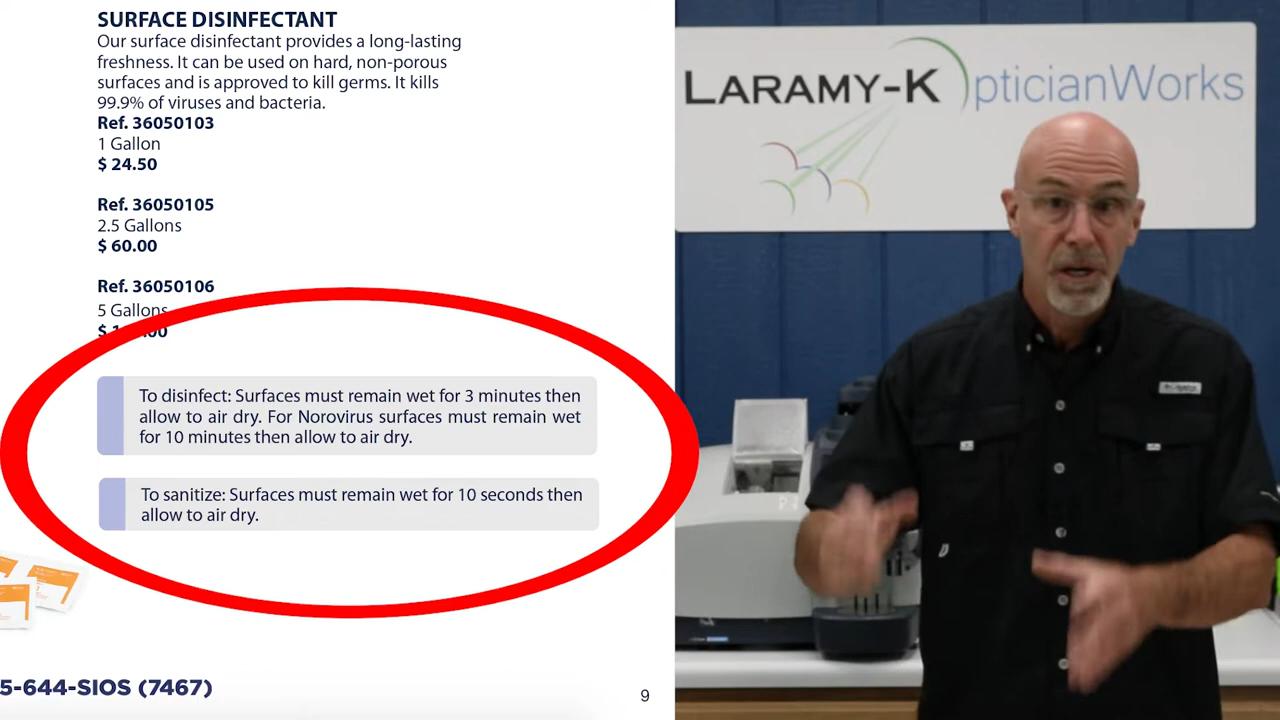 SURFACE DISINFECTANT
Our surface disinfectant provides a long-lasting
freshness. It can be used on hard, non-porous
surfaces and is approved to kill germs. It kills
99.9% of viruses and bacteria.
Ref. 36050103
1 Gallon
$ 24.50
Ref. 36050105
2.5 Gallons
$ 60.00
Ref. 36050106
5 Gallons
To disinfect: Surfaces must remain wet for 3 minutes then
allow to air dry. For Norovirus surfaces must remain wet
for 10 minutes then allow to air dry.
To sanitize: Surfaces must remain wet for 10 seconds then
allow to air dry.
5-644-SIOS (7467)
9
LARAMY-K OpticianWorks